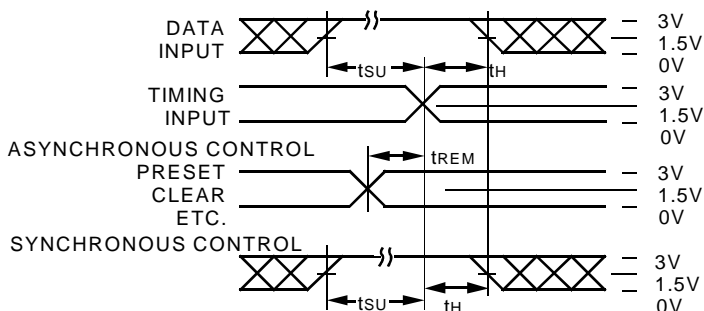 DATA INPUT
3V
1.5V
0V
tSU
tH
TIMING INPUT
3V
1.5V
0V
ASYNCHRONOUS CONTROL
tREM
PRESET
CLEAR
ETC.
3V
1.5V
0V
SYNCHRONOUS CONTROL
3V
1.5V
0V
tSU
tH